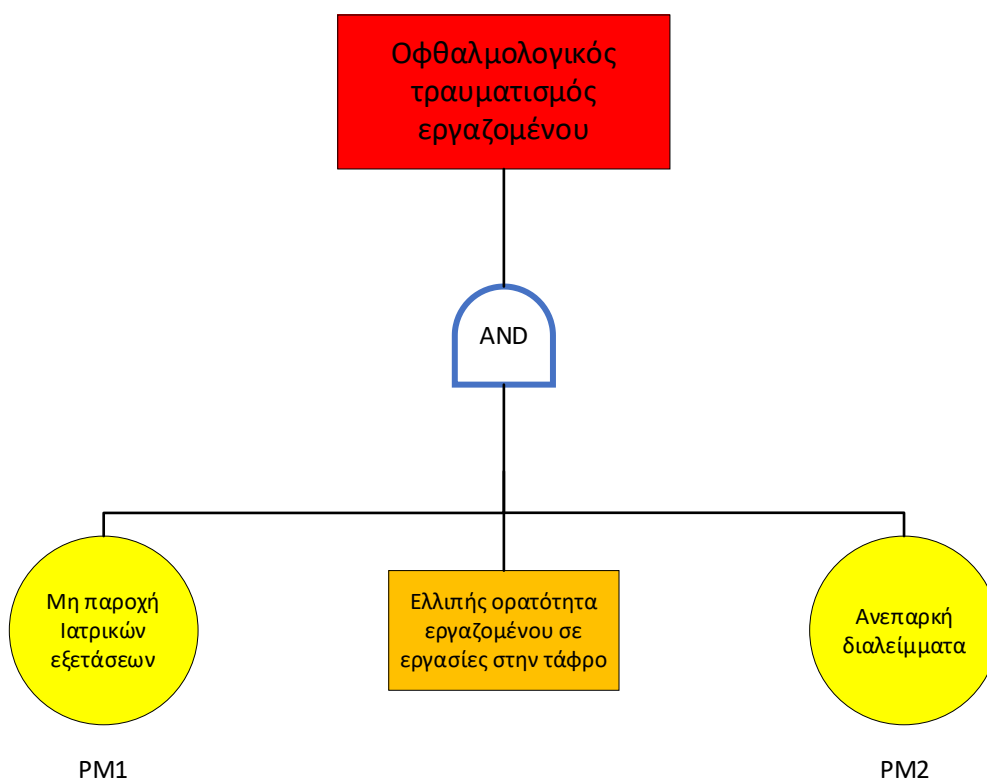 Οφθαλμολογικός
τραυματισμός
εργαζομένου
AND
Μη παροχή
Ιατρικών
εξετάσεων
Ελλιπής ορατότητα
εργαζομένου σε
εργασίες στην τάφρο
Ανεπαρκή
διαλείμματα
PM1
PM2